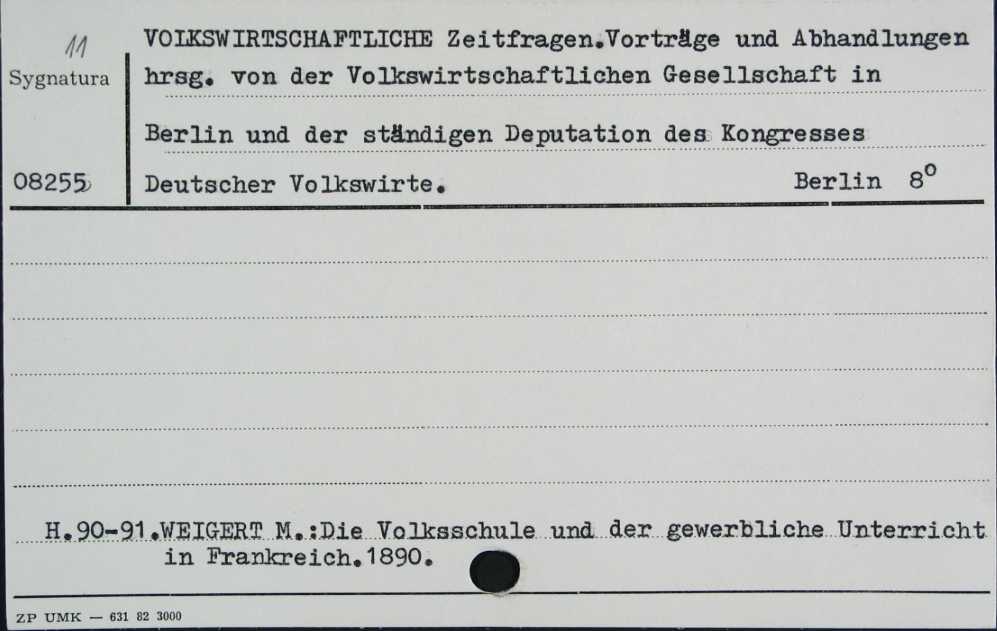 11
VOLKSWIRTSCHAFTLICHE Zeitfragen.Vorträge und Abhandlungen
Sygnatura
hrsg. von der Volkswirtschaftlichen Gesellschaft in
Berlin und der ständigen Deputation des Kongresses
08255
Deutscher Volkswirte. Berlin 8⁰
H.90-91.WEIGERT M.:Die Volksschule und der gewerbliche Unterricht
in Frankreich.1890.
ZP UMK — 631 82 3000